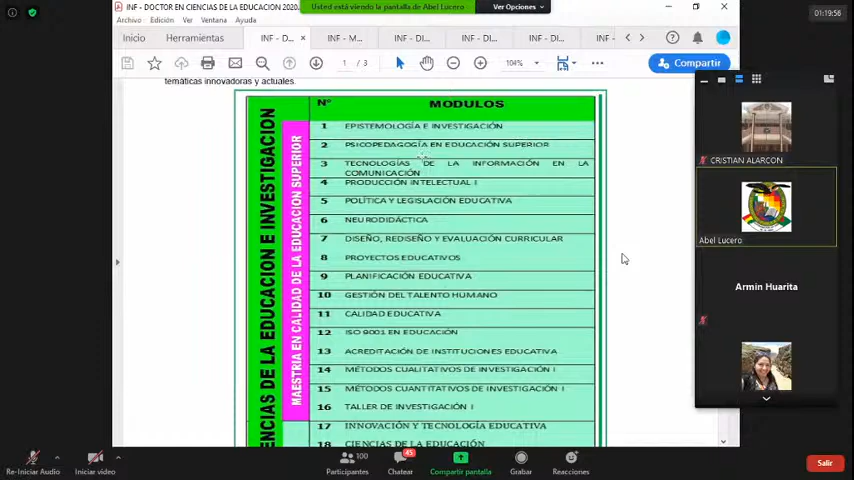 INF - DOCTOR EN CIENCIAS DE LA EDUCACION 2020.
Usted está viendo la pantalla de Abel Lucero
Ver Opciones
01:19:56
Archivo Edición Ver Ventana Ayuda
Inicio Herramientas INF - D... INF - M... INF - DI... INF - DI... INF - DI... INF -
1 / 3 104% Compartir
temáticas innovadoras y actuales.
ENCIAS DE LA EDUCACION E INVESTIGACION
MAESTRIA EN CALIDAD DE LA EDUCACION SUPERIOR
N° MODULOS
1 EPISTEMOLOGÍA E INVESTIGACIÓN
2 PSICOPEDAGOGÍA EN EDUCACIÓN SUPERIOR
3 TECNOLOGÍAS DE LA INFORMACIÓN EN LA
COMUNICACIÓN
4 PRODUCCIÓN INTELECTUAL I
5 POLÍTICA Y LEGISLACIÓN EDUCATIVA
6 NEURODIDÁCTICA
7 DISEÑO, REDISEÑO Y EVALUACIÓN CURRICULAR
8 PROYECTOS EDUCATIVOS
9 PLANIFICACIÓN EDUCATIVA
10 GESTIÓN DEL TALENTO HUMANO
11 CALIDAD EDUCATIVA
12 ISO 9001 EN EDUCACIÓN
13 ACREDITACIÓN DE INSTITUCIONES EDUCATIVA
14 MÉTODOS CUALITATIVOS DE INVESTIGACIÓN I
15 MÉTODOS CUANTITATIVOS DE INVESTIGACIÓN I
16 TALLER DE INVESTIGACIÓN I
17 INNOVACIÓN Y TECNOLOGÍA EDUCATIVA
18 CIENCIAS DE LA EDUCACIÓN
CRISTIAN ALARCON
Abel Lucero
Armin Huarita
Re-Iniciar Audio
Iniciar video
100
Participantes
45
Chatear
Compartir pantalla
Grabar
Reacciones
Salir